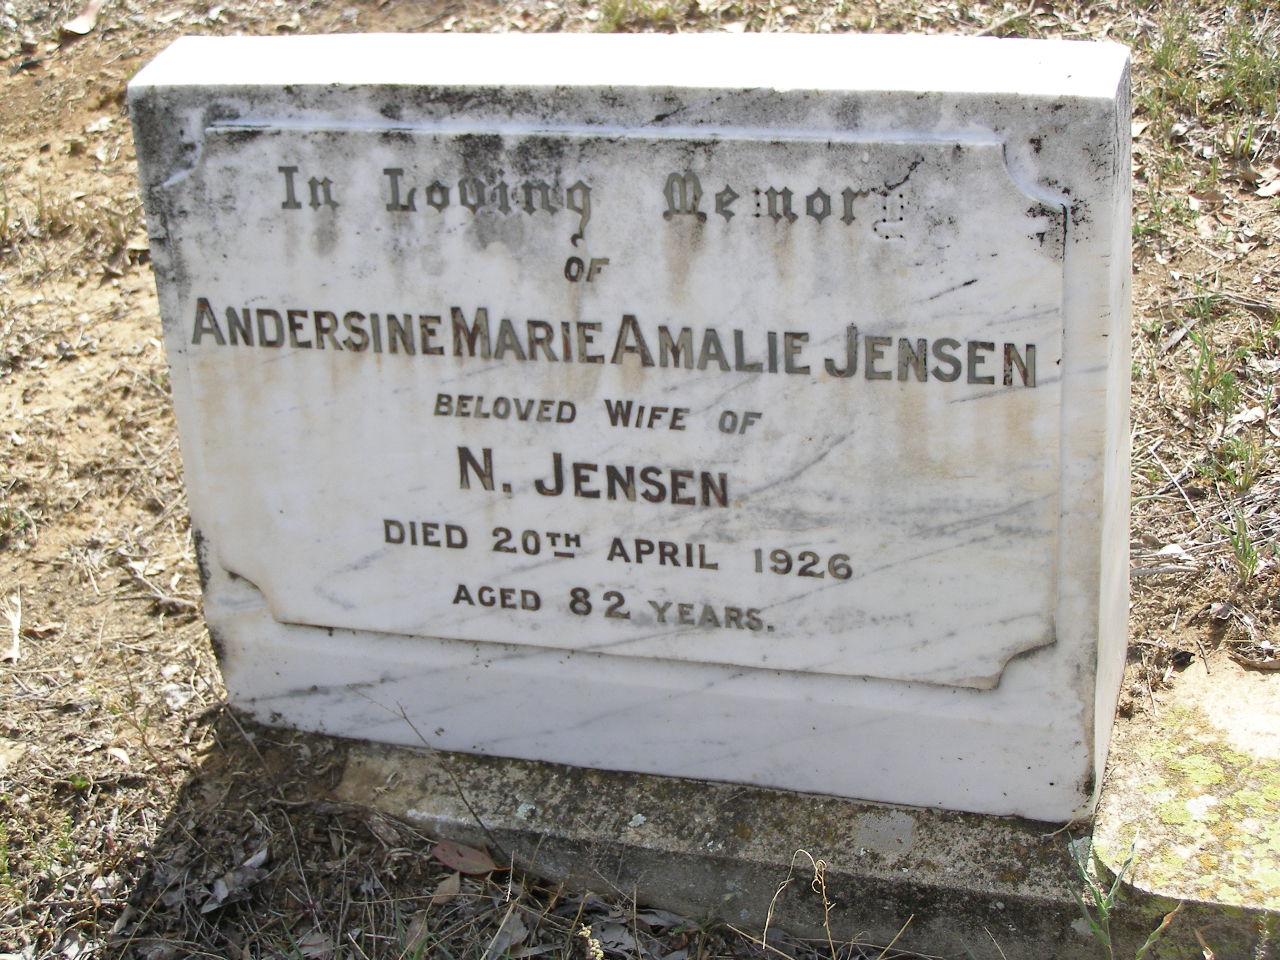 In Loving Memory
OF
ANDERSINE MARIE AMALIE JENSEN
BELOVED WIFE OF
N. JENSEN
DIED 20TH APRIL 1926
AGED 82 YEARS.